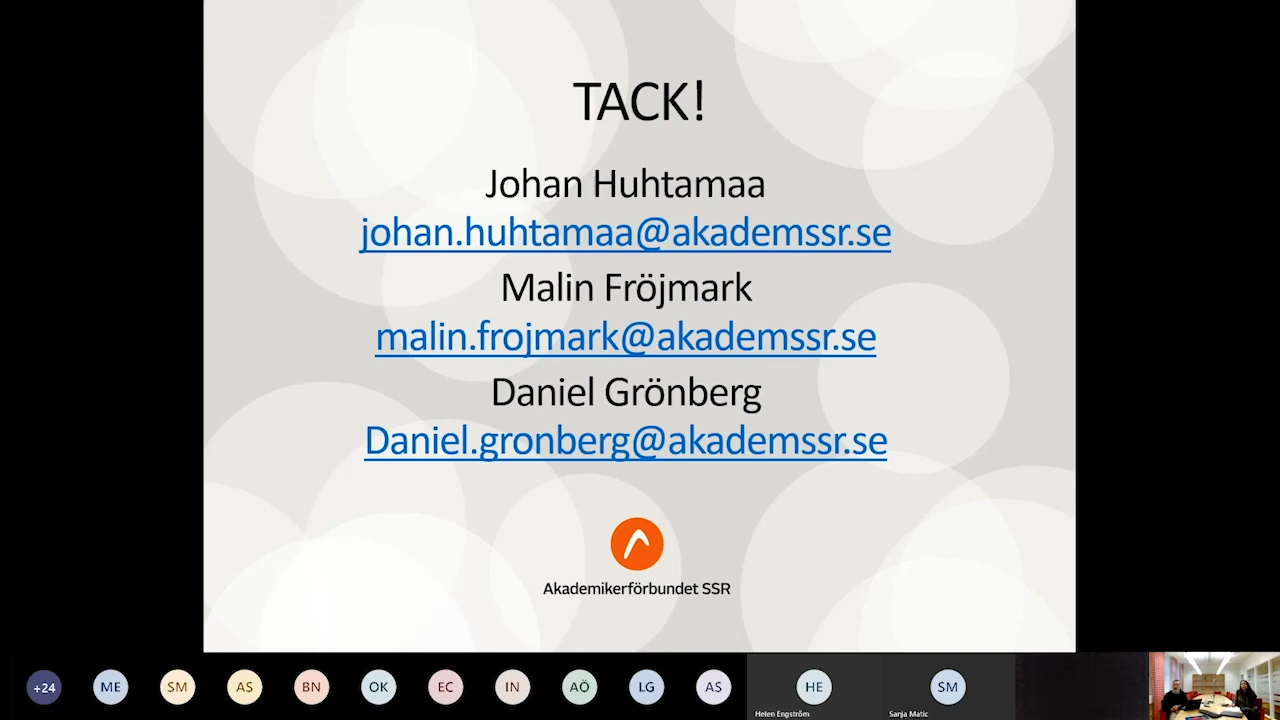 TACK!
Johan Huhtamaa
johan.huhtamaa@akademssr.se
Malin Fröjmark
malin.frojmark@akademssr.se
Daniel Grönberg
Daniel.gronberg@akademssr.se
Akademikerförbundet SSR
+24 ME SM AS BN OK EC IN AÖ LG AS HE SM
Helen Engström Sanja Matic